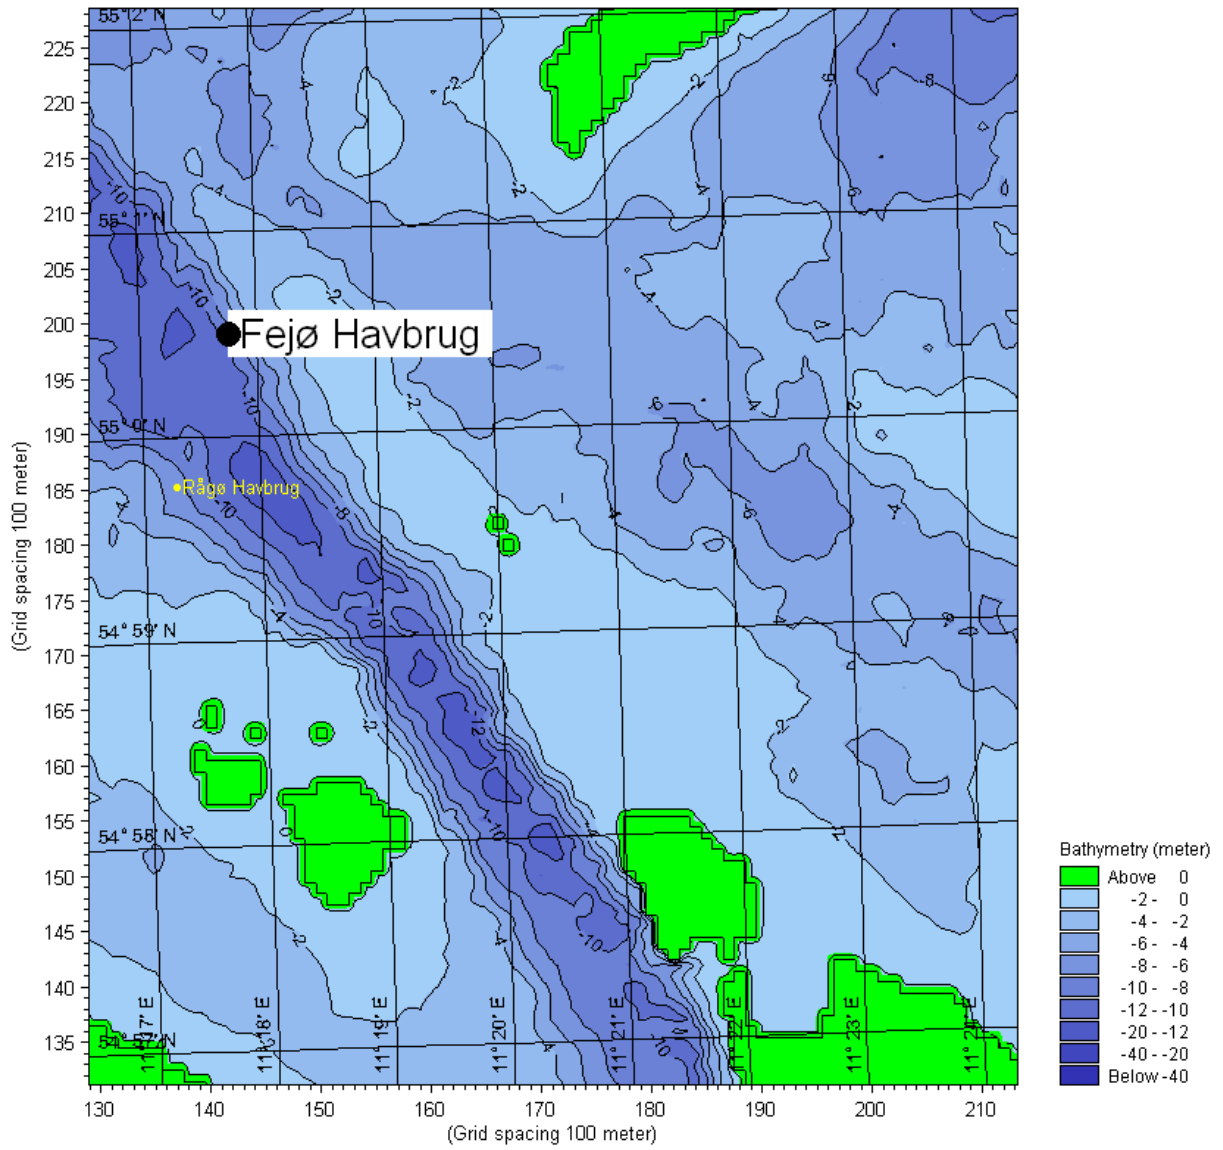 55° 2' N
225
220
215
210
205
200
195
190
185
180
175
170
165
160
155
150
145
140
135
55° 1' N
55° 0' N
54° 59' N
54° 58' N
54° 57' N
Fejø Havbrug
Rågø Havbrug
11° 17' E
11° 18' E
11° 19' E
11° 20' E
11° 21' E
11° 22' E
11° 23' E
11° 24' E
130
140
150
160
170
180
190
200
210
(Grid spacing 100 meter)
(Grid spacing 100 meter)
Bathymetry (meter)
Above 0
-2 - 0
-4 - -2
-6 - -4
-8 - -6
-10 - -8
-12 - -10
-20 - -12
-40 - -20
Below -40